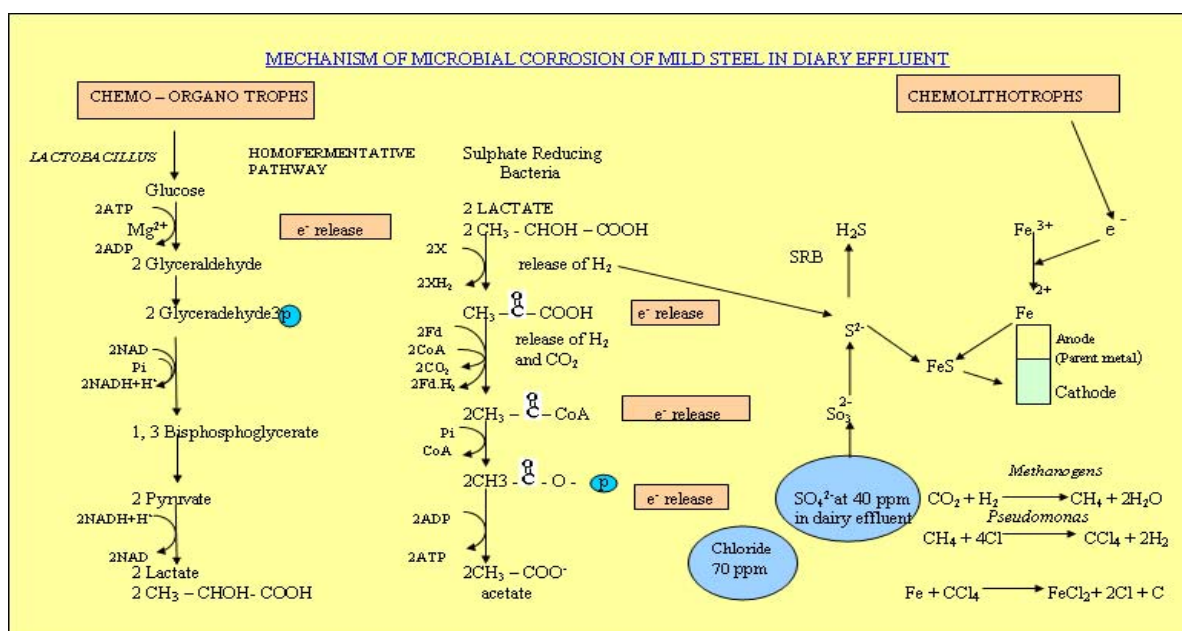 MECHANISM OF MICROBIAL CORROSION OF MILD STEEL IN DIARY EFFLUENT
CHEMO – ORGANO TROPHS
LACTOBACILLUS
Glucose
2ATP
Mg²⁺
2ADP
2 Glyceraldehyde
2 Glyceradehyde3p
2NAD
Pi
2NADH+H⁺
1, 3 Bisphosphoglycerate
2 Pyruvate
2NADH+H⁺
2NAD
2 Lactate
2 CH₃ – CHOH- COOH
HOMOFERMENTATIVE
PATHWAY
e⁻ release
Sulphate Reducing
Bacteria
2 LACTATE
2 CH₃ - CHOH – COOH
2X
2XH₂
release of H₂
O
CH₃ – C – COOH
e⁻ release
2Fd
2CoA
2CO₂
2Fd.H₂
release of H₂
and CO₂
O
2CH₃ – C – CoA
e⁻ release
Pi
CoA
O
2CH3 - C - O - p
e⁻ release
2ADP
2ATP
2CH₃ – COO⁻
acetate
CHEMOLITHOTROPHS
H₂S
SRB
S²⁻
So₃²⁻
SO₄²⁻at 40 ppm
in dairy effluent
Chloride
70 ppm
Fe³⁺
e⁻
2+
Fe
FeS
Anode
(Parent metal)
Cathode
Methanogens
CO₂ + H₂ → CH₄ + 2H₂O
Pseudomonas
CH₄ + 4Cl → CCl₄ + 2H₂
Fe + CCl₄ → FeCl₂+ 2Cl + C